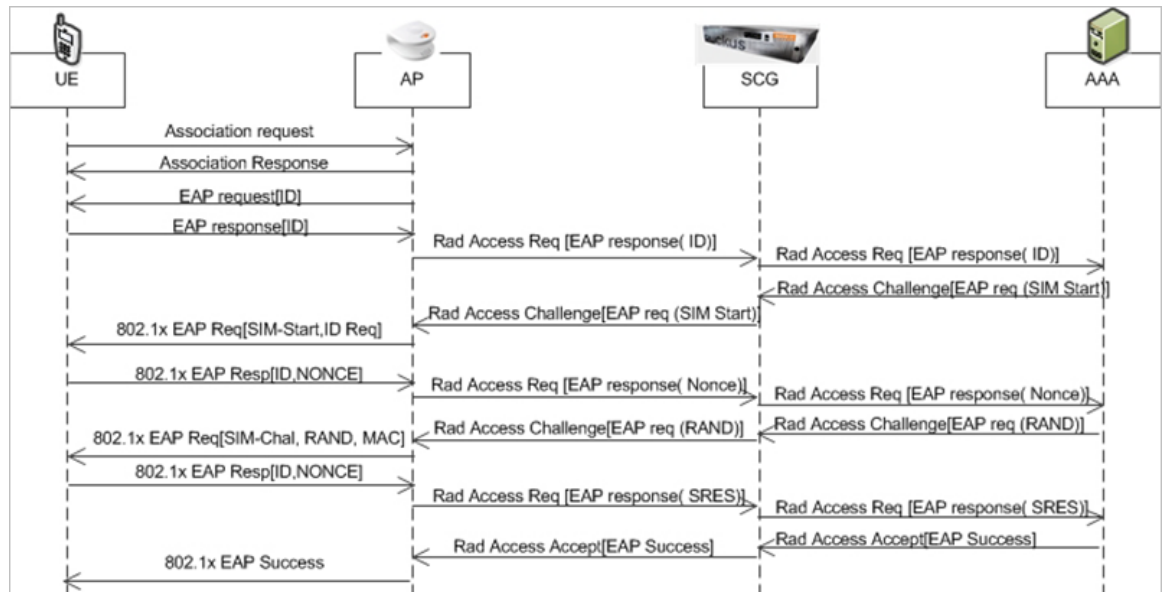 UE
AP
ruckus
SCG
AAA
Association request
Association Response
EAP request[ID]
EAP response[ID]
Rad Access Req [EAP response( ID)]
Rad Access Req [EAP response( ID)]
Rad Access Challenge[EAP req (SIM Start)]
Rad Access Challenge[EAP req (SIM Start)]
802.1x EAP Req[SIM-Start,ID Req]
802.1x EAP Resp[ID,NONCE]
Rad Access Req [EAP response( Nonce)]
Rad Access Req [EAP response( Nonce)]
Rad Access Challenge[EAP req (RAND)]
Rad Access Challenge[EAP req (RAND)]
802.1x EAP Req[SIM-Chal, RAND, MAC]
802.1x EAP Resp[ID,NONCE]
Rad Access Req [EAP response( SRES)]
Rad Access Req [EAP response( SRES)]
Rad Access Accept[EAP Success]
Rad Access Accept[EAP Success]
802.1x EAP Success